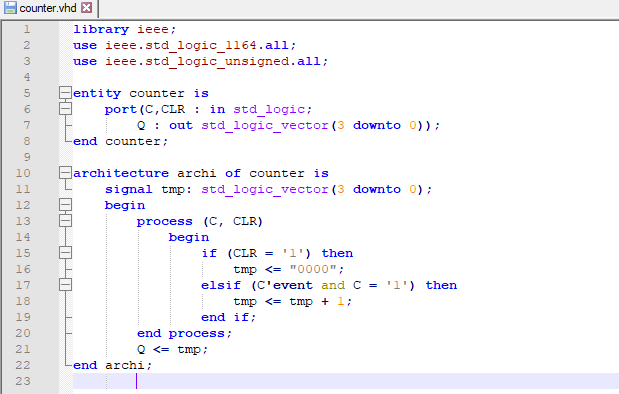 counter.vhd
1 library ieee;
2 use ieee.std_logic_1164.all;
3 use ieee.std_logic_unsigned.all;
4
5 entity counter is
6     port(C,CLR : in std_logic;
7         Q : out std_logic_vector(3 downto 0));
8 end counter;
9
10 architecture archi of counter is
11     signal tmp: std_logic_vector(3 downto 0);
12     begin
13         process (C, CLR)
14             begin
15                 if (CLR = '1') then
16                     tmp <= "0000";
17                 elsif (C'event and C = '1') then
18                     tmp <= tmp + 1;
19                 end if;
20         end process;
21         Q <= tmp;
22 end archi;
23